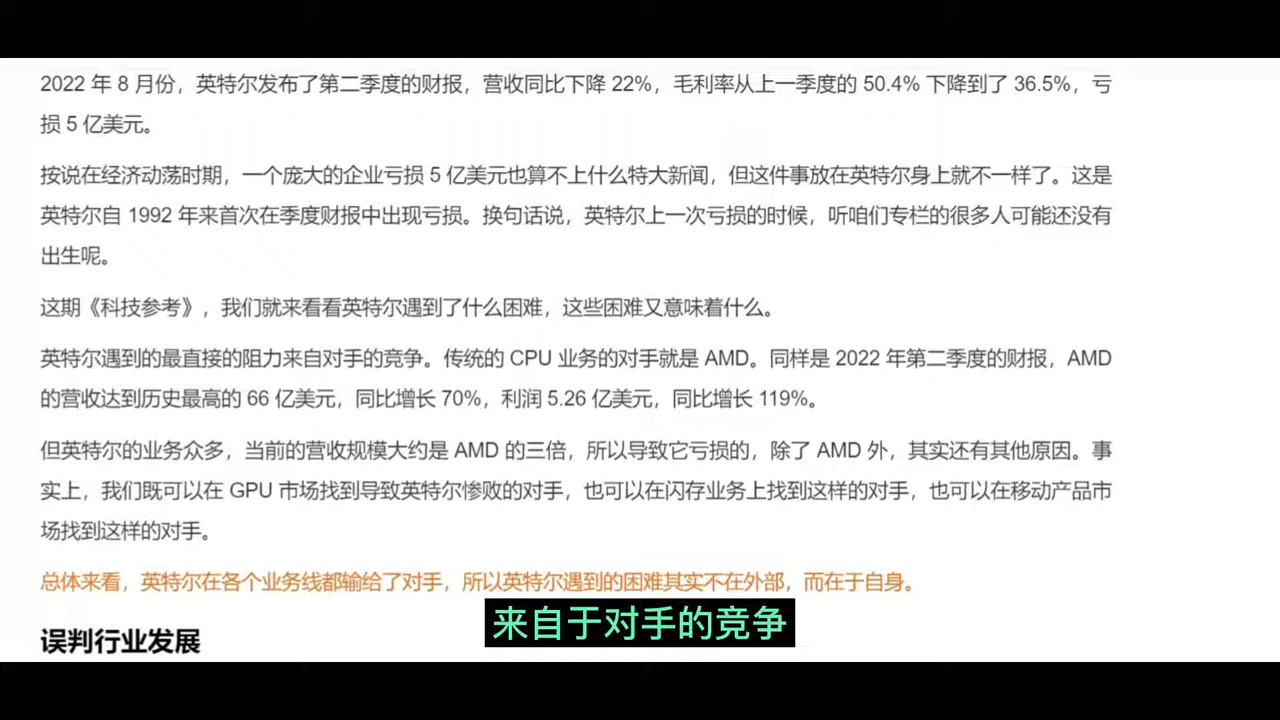 2022 年 8 月份，英特尔发布了第二季度的财报，营收同比下降 22%，毛利率从上一季度的 50.4% 下降到了 36.5%，亏
损 5 亿美元。
按说在经济动荡时期，一个庞大的企业亏损 5 亿美元也算不上什么特大新闻，但这件事放在英特尔身上就不一样了。这是
英特尔自 1992 年来首次在季度财报中出现亏损。换句话说，英特尔上一次亏损的时候，听咱们专栏的很多人可能还没有
出生呢。
这期《科技参考》，我们就来看看英特尔遇到了什么困难，这些困难又意味着什么。
英特尔遇到的最直接的阻力来自对手的竞争。传统的 CPU 业务的对手就是 AMD。同样是 2022 年第二季度的财报，AMD
的营收达到历史最高的 66 亿美元，同比增长 70%，利润 5.26 亿美元，同比增长 119%。
但英特尔的业务众多，当前的营收规模大约是 AMD 的三倍，所以导致它亏损的，除了 AMD 外，其实还有其他原因。事
实上，我们既可以在 GPU 市场找到导致英特尔惨败的对手，也可以在闪存业务上找到这样的对手，也可以在移动产品市
场找到这样的对手。
总体来看，英特尔在各个业务线都输给了对手，所以英特尔遇到的困难其实不在外部，而在于自身。
来自于对手的竞争
误判行业发展